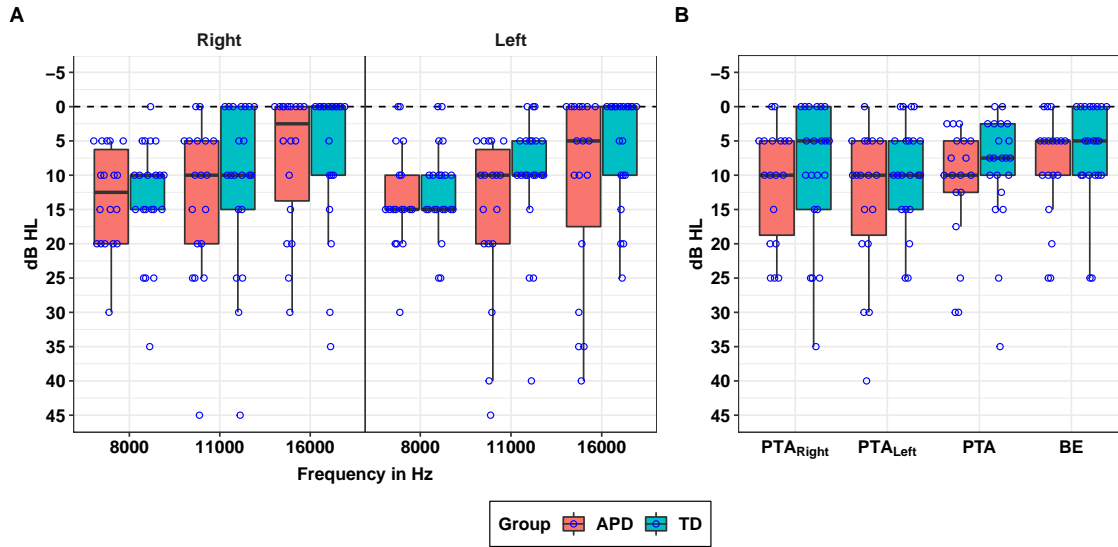 A
B
Right Left
−5
0
5
10
15
20
25
30
35
40
45
dB HL
8000 11000 16000 8000 11000 16000
Frequency in Hz
−5
0
5
10
15
20
25
30
35
40
45
dB HL
PTARight PTALeft PTA BE
Group APD TD